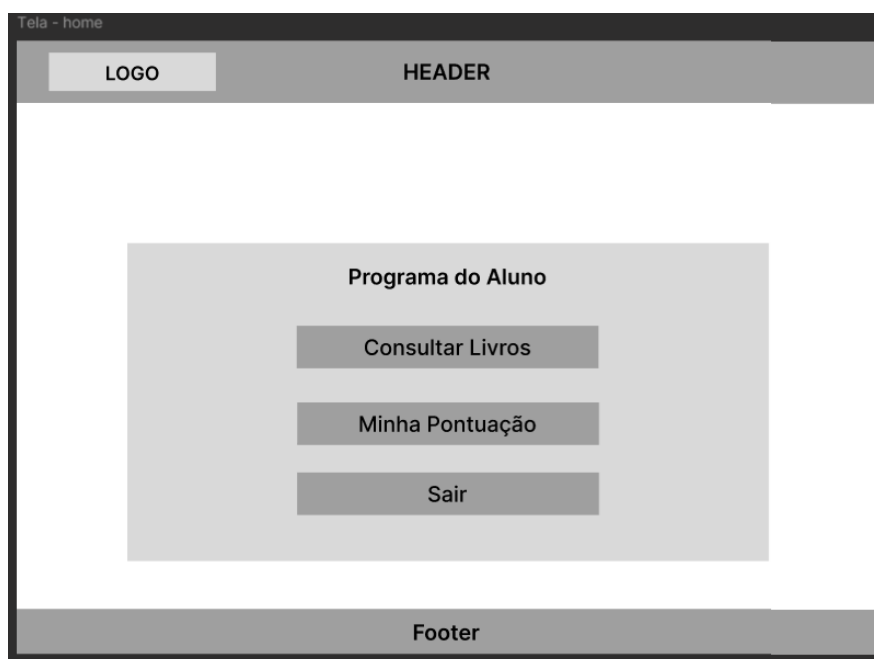 Tela - home
LOGO
HEADER
Programa do Aluno
Consultar Livros
Minha Pontuação
Sair
Footer